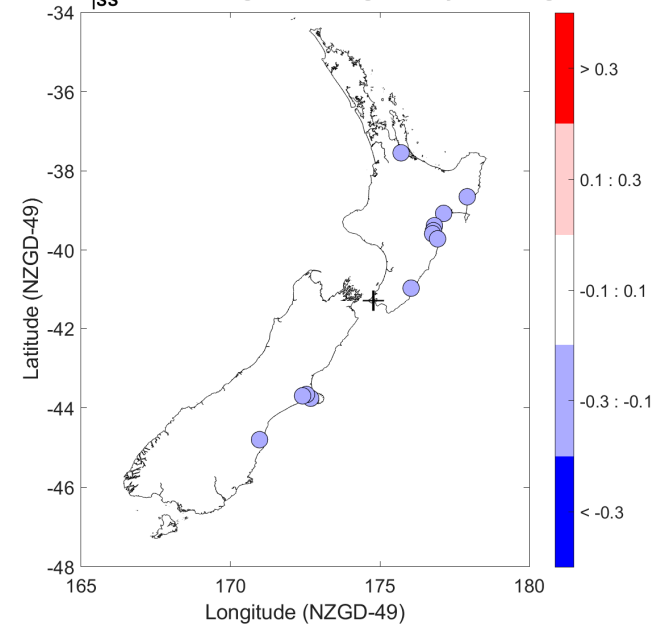 -34
-36
-38
-40
-42
-44
-46
-48
165
170
175
180
Latitude (NZGD-49)
Longitude (NZGD-49)
> 0.3
0.1 : 0.3
-0.1 : 0.1
-0.3 : -0.1
< -0.3